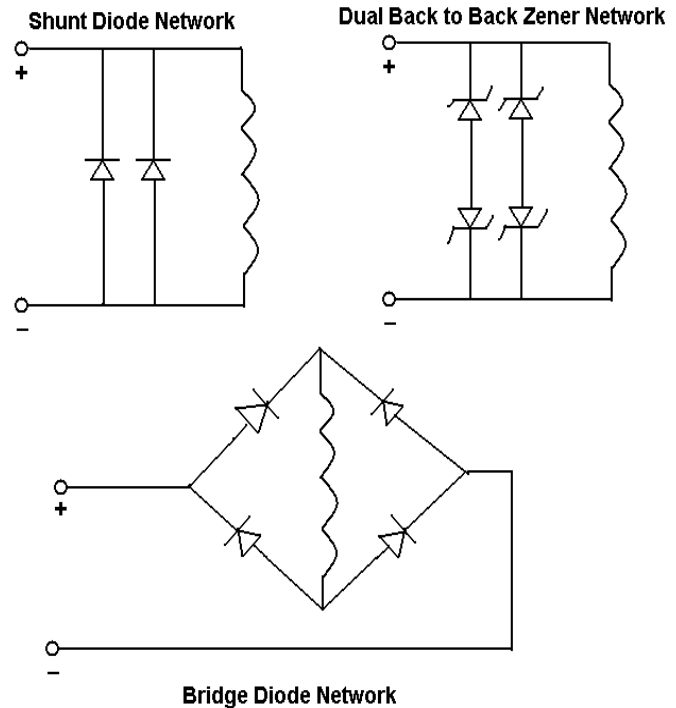 Shunt Diode Network
Dual Back to Back Zener Network
+
−
+
−
+
−
Bridge Diode Network